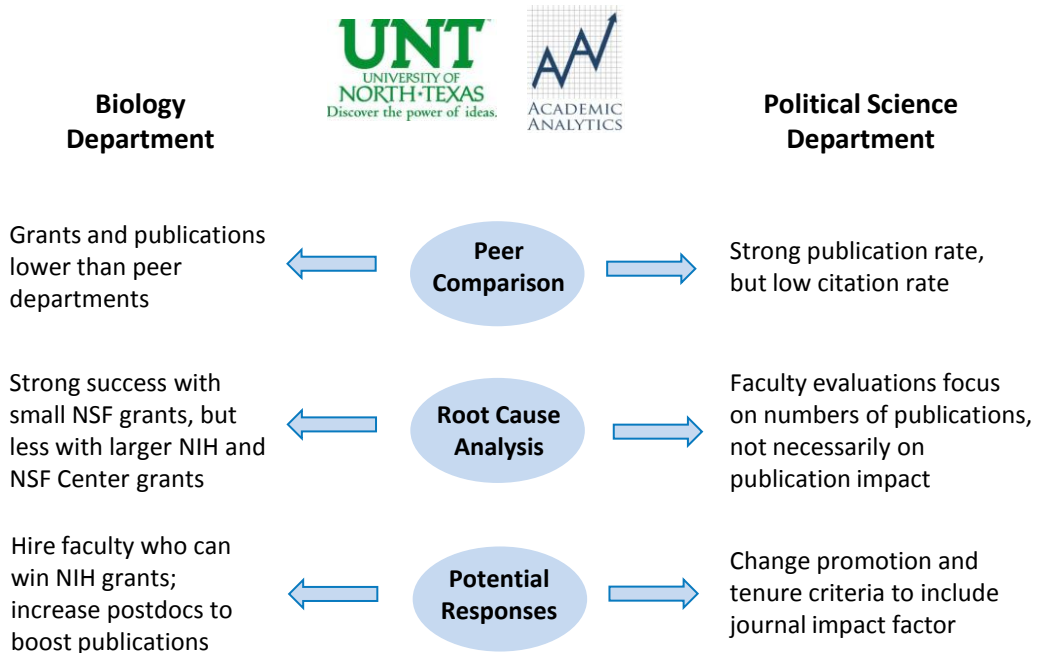 UNT
UNIVERSITY OF
NORTH·TEXAS
Discover the power of ideas.
ACADEMIC
ANALYTICS
Biology
Department
Political Science
Department
Grants and publications
lower than peer
departments
Peer
Comparison
Strong publication rate,
but low citation rate
Strong success with
small NSF grants, but
less with larger NIH and
NSF Center grants
Root Cause
Analysis
Faculty evaluations focus
on numbers of publications,
not necessarily on
publication impact
Hire faculty who can
win NIH grants;
increase postdocs to
boost publications
Potential
Responses
Change promotion and
tenure criteria to include
journal impact factor